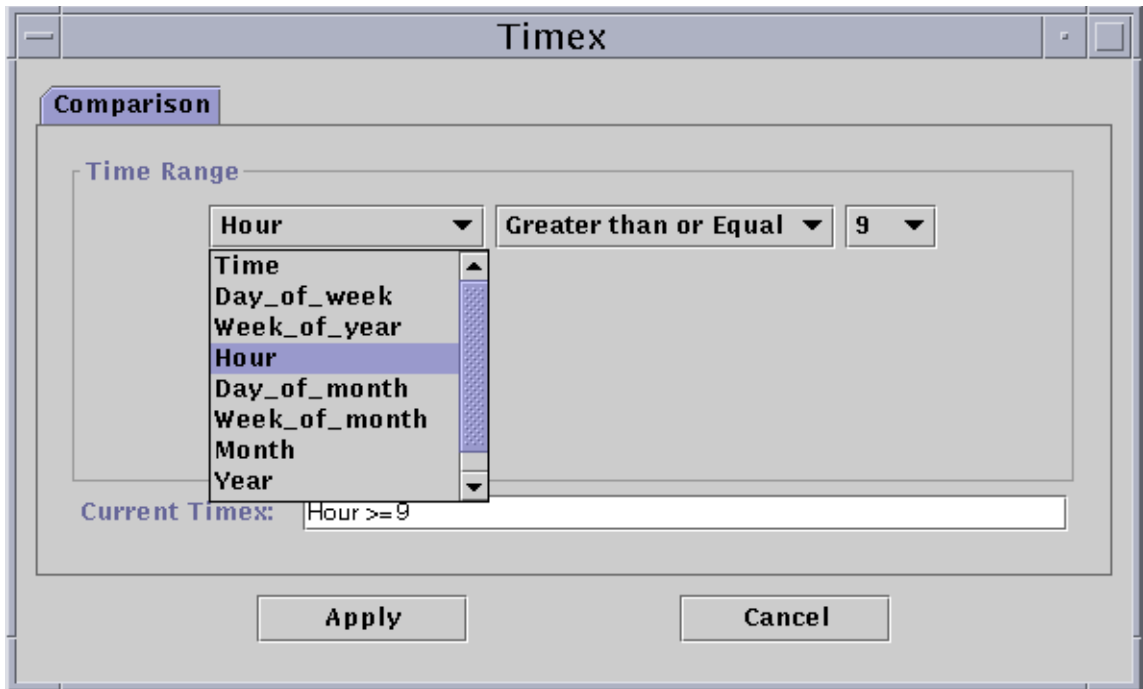 Timex
Comparison
Time Range
Hour Greater than or Equal 9
Time
Day_of_week
Week_of_year
Hour
Day_of_month
Week_of_month
Month
Year
Current Timex: Hour >= 9
Apply Cancel